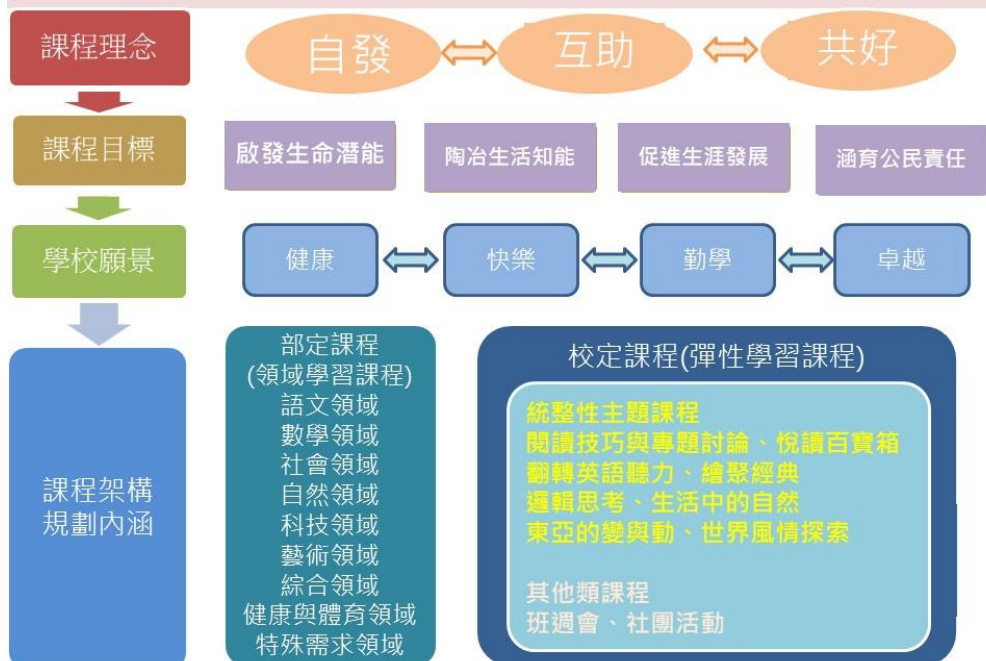 課程理念
自發
互助
共好
課程目標
啟發生命潛能
陶冶生活知能
促進生涯發展
涵育公民責任
學校願景
健康
快樂
勤學
卓越
課程架構
規劃內涵
部定課程
(領域學習課程)
語文領域
數學領域
社會領域
自然領域
科技領域
藝術領域
綜合領域
健康與體育領域
特殊需求領域
校定課程(彈性學習課程)
統整性主題課程
閱讀技巧與專題討論、悅讀百寶箱
翻轉英語聽力、繪聚經典
邏輯思考、生活中的自然
東亞的變與動、世界風情探索
其他類課程
班週會、社團活動